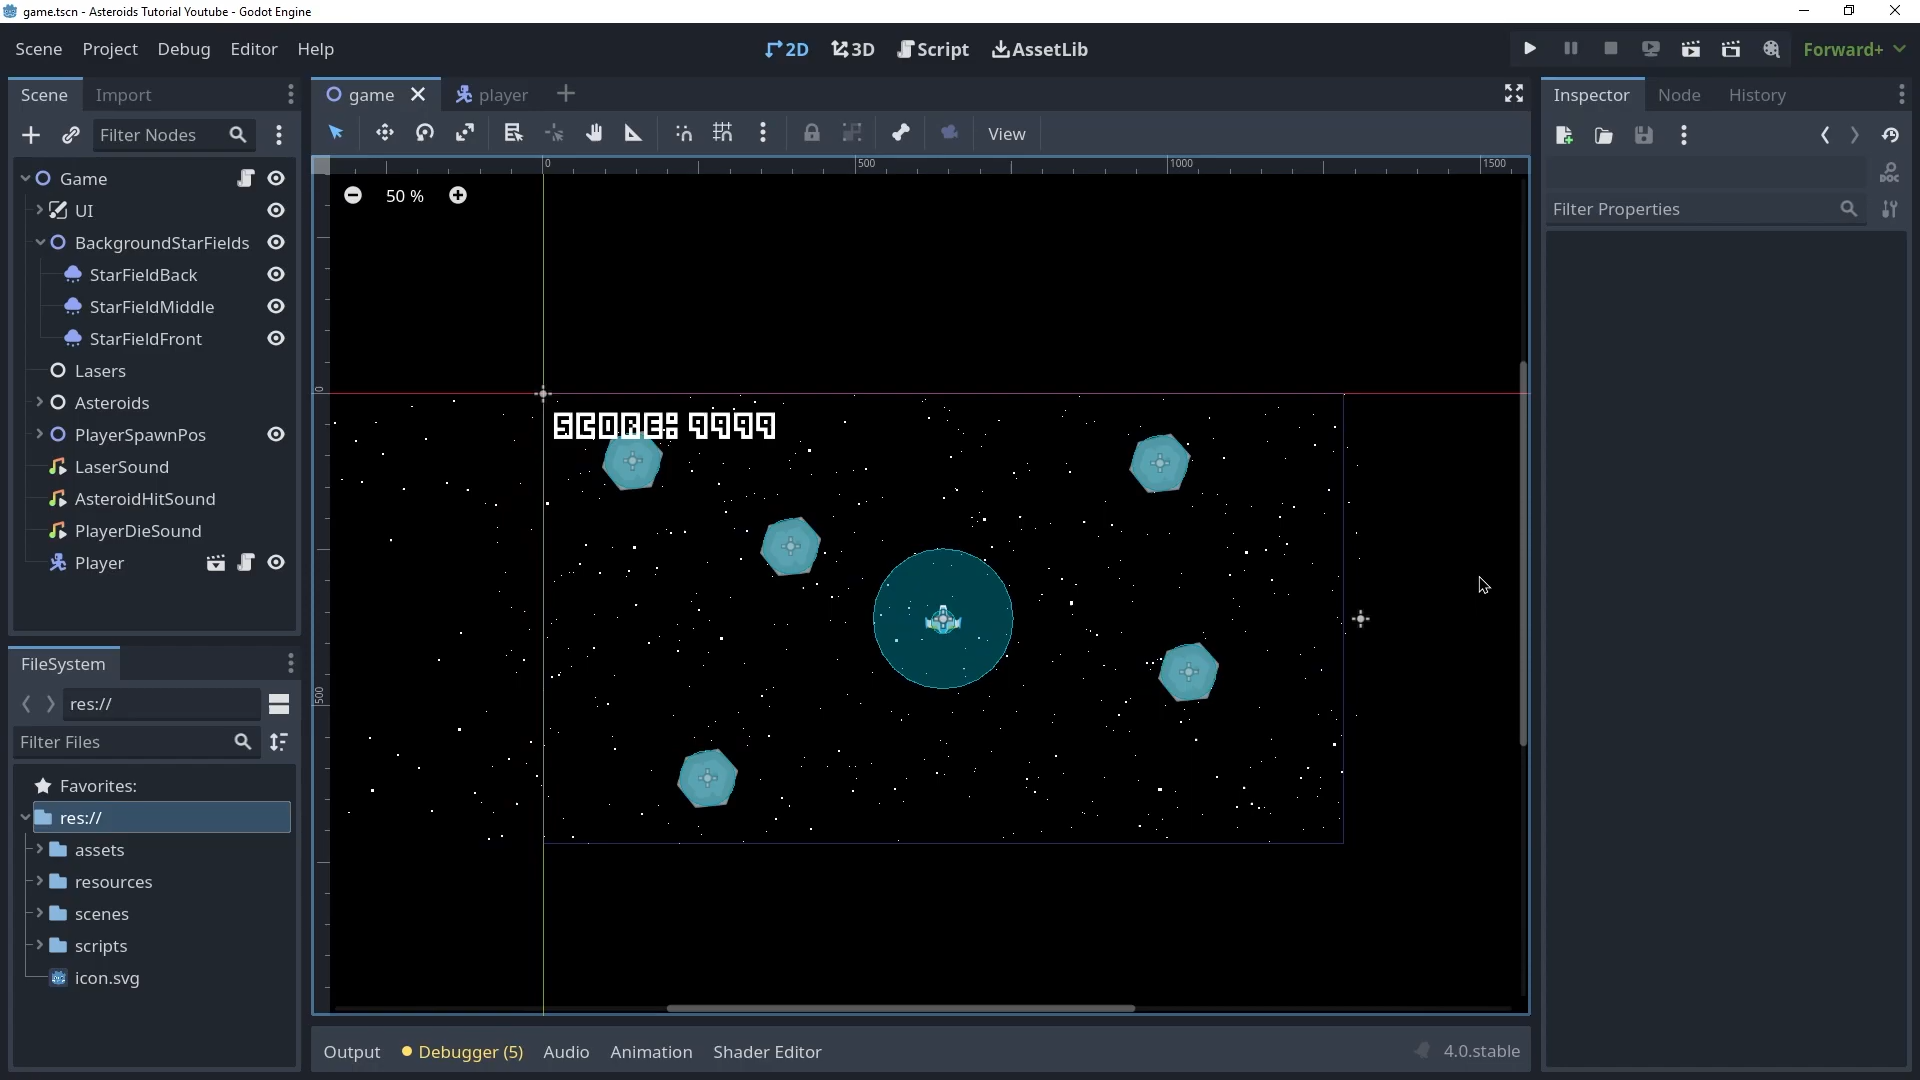 game.tscn - Asteroids Tutorial Youtube - Godot Engine
Scene Project Debug Editor Help
2D 3D Script AssetLib
Forward+
Scene Import
game player
Inspector Node History
Filter Nodes
View
Game
UI
BackgroundStarFields
StarFieldBack
StarFieldMiddle
StarFieldFront
Lasers
Asteroids
PlayerSpawnPos
LaserSound
AsteroidHitSound
PlayerDieSound
Player
0 500 1000 1500
50 %
0
500
SCORE: 9999
DOC
Filter Properties
FileSystem
res://
Filter Files
Favorites:
res://
assets
resources
scenes
scripts
icon.svg
Output Debugger (5) Audio Animation Shader Editor
4.0.stable